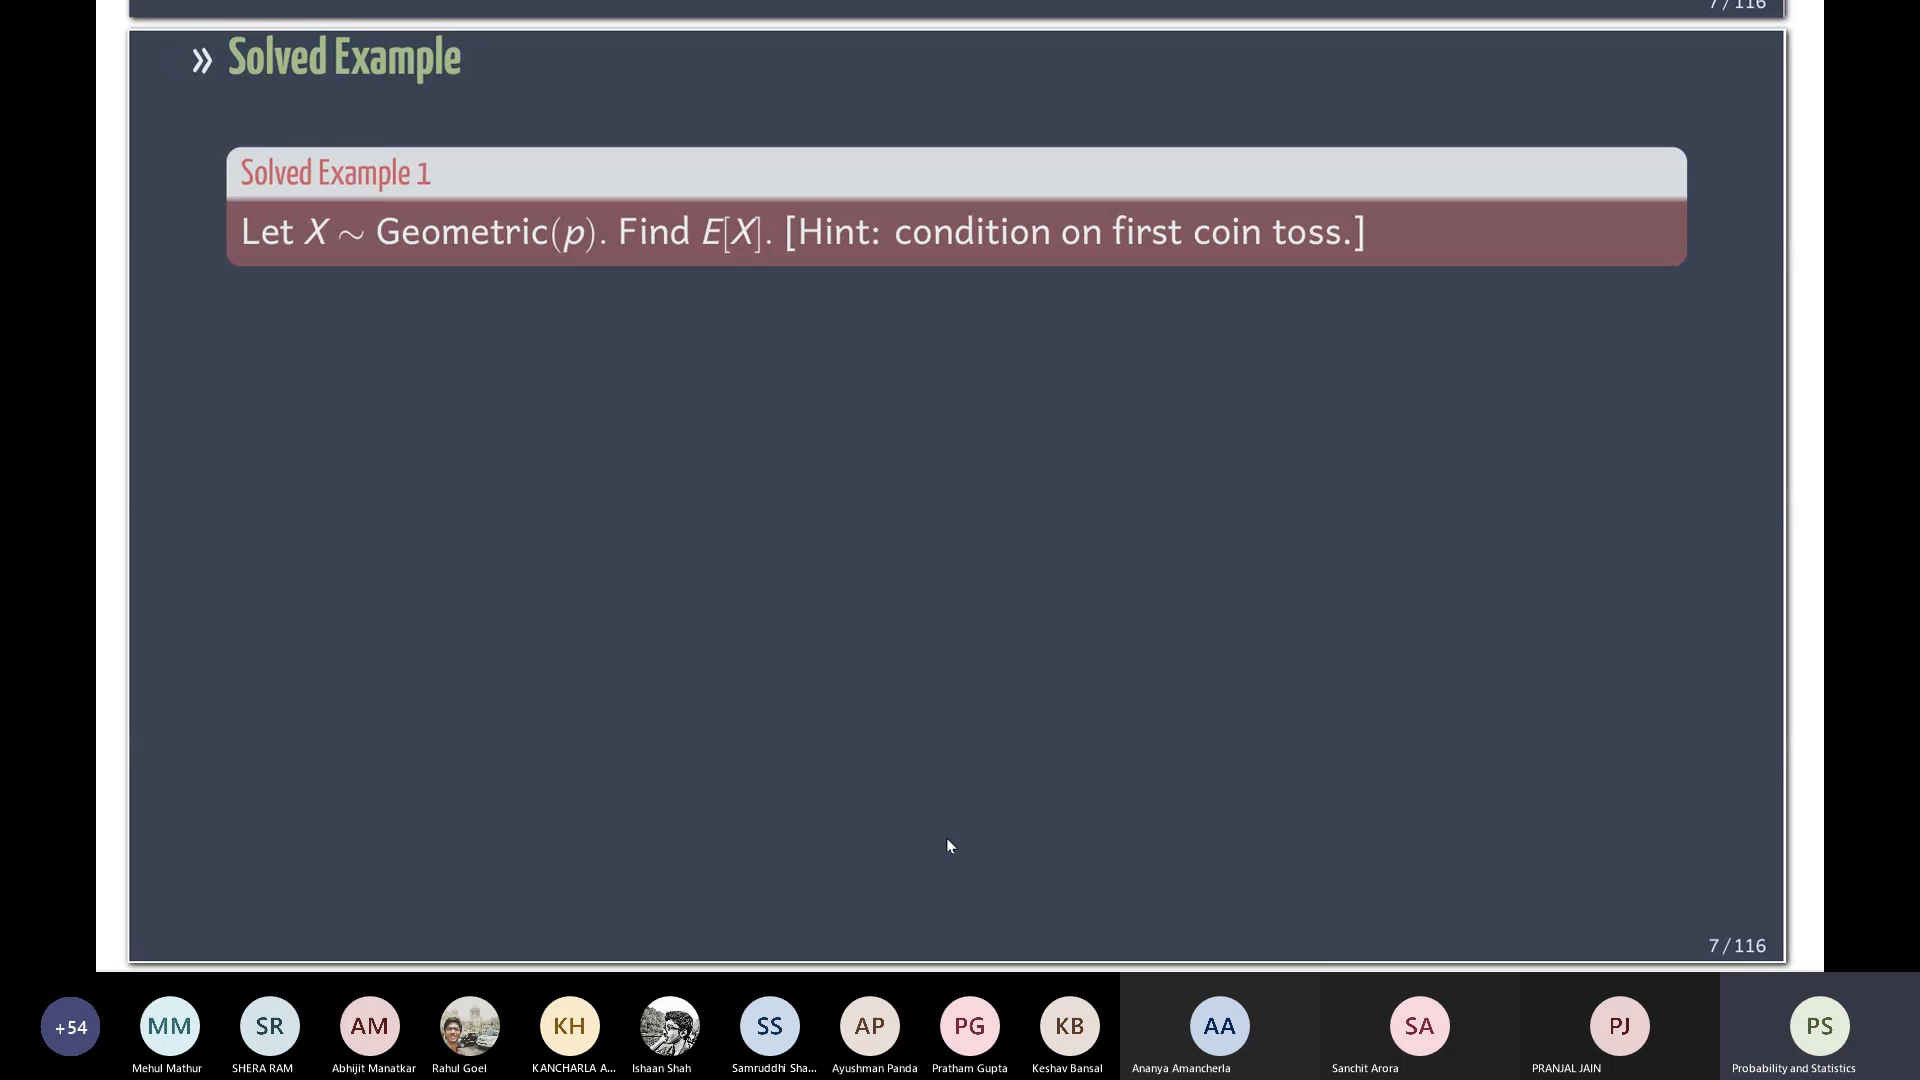 7/116
» Solved Example
Solved Example 1
Let X ∼ Geometric(p). Find E[X]. [Hint: condition on first coin toss.]
7/116
+54
MM
SR
AM
KH
SS
AP
PG
KB
AA
SA
PJ
PS
Mehul Mathur
SHERA RAM
Abhijit Manatkar
Rahul Goel
KANCHARLA A...
Ishaan Shah
Samruddhi Sha...
Ayushman Panda
Pratham Gupta
Keshav Bansal
Ananya Amancherla
Sanchit Arora
PRANJAL JAIN
Probability and Statistics